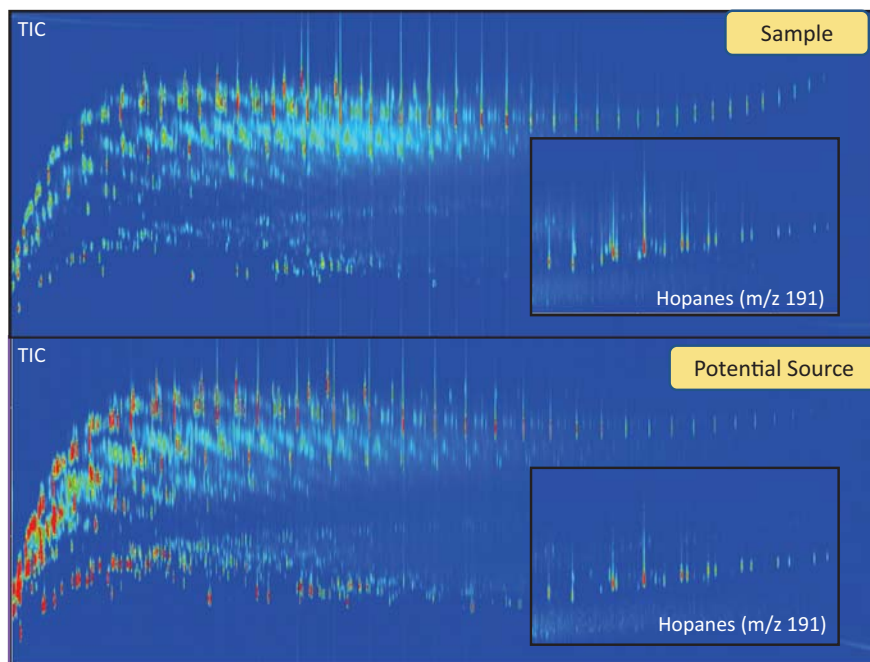 TIC
Sample
Hopanes (m/z 191)
TIC
Potential Source
Hopanes (m/z 191)